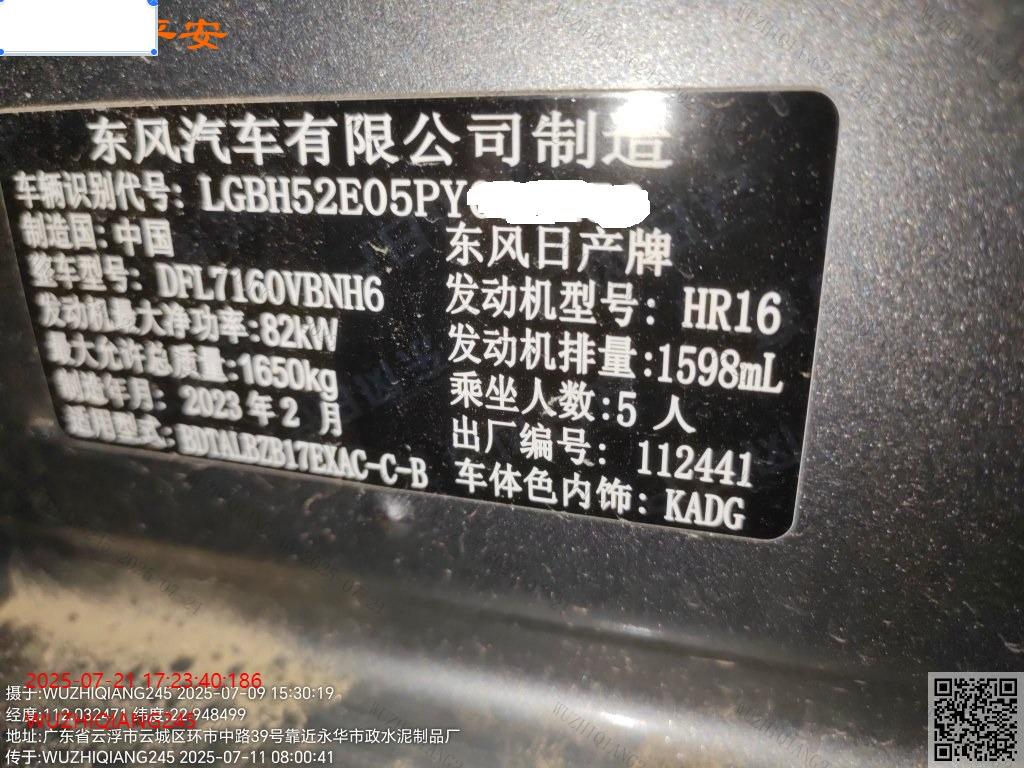 平安
东风汽车有限公司制造
车辆识别代号: LGBH52E05PY
制造国: 中国
东风日产牌
整车型号: DFL7160VBNH6
发动机型号: HR16
发动机最大净功率:82kW
发动机排量:1598mL
最大允许总质量:1650kg
乘坐人数:5 人
制造年月: 2023年2月
出厂编号: 112441
适用型式: BDTALBZB17EXAC-C-B
车体色内饰: KADG
2025-07-21 17:23:40:186
摄于:WUZHIQIANG245 2025-07-09 15:30:19
经度:112.032471 纬度:22.948499
WUZHIQIANG245
地址:广东省云浮市云城区环市中路39号靠近永华市政水泥制品厂
传于:WUZHIQIANG245 2025-07-11 08:00:41